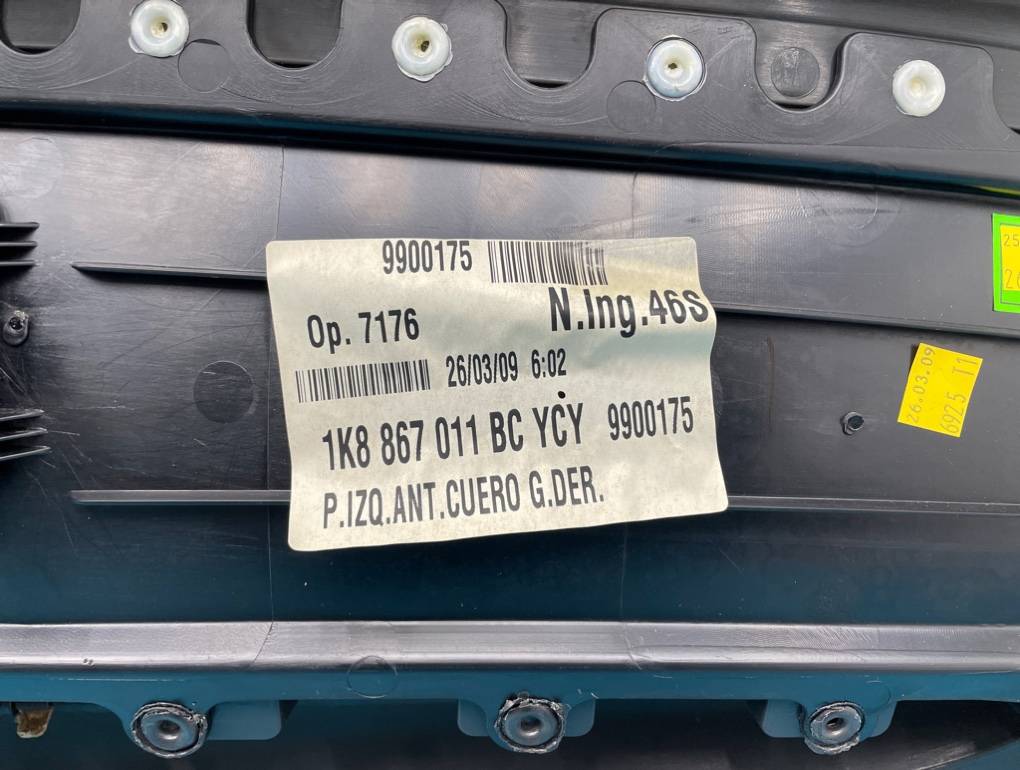 9900175
N.Ing.46S
Op. 7176
26/03/09 6:02
1K8 867 011 BC YCY 9900175
P.IZQ.ANT.CUERO G.DER.
26.03.09
6925 T1
25